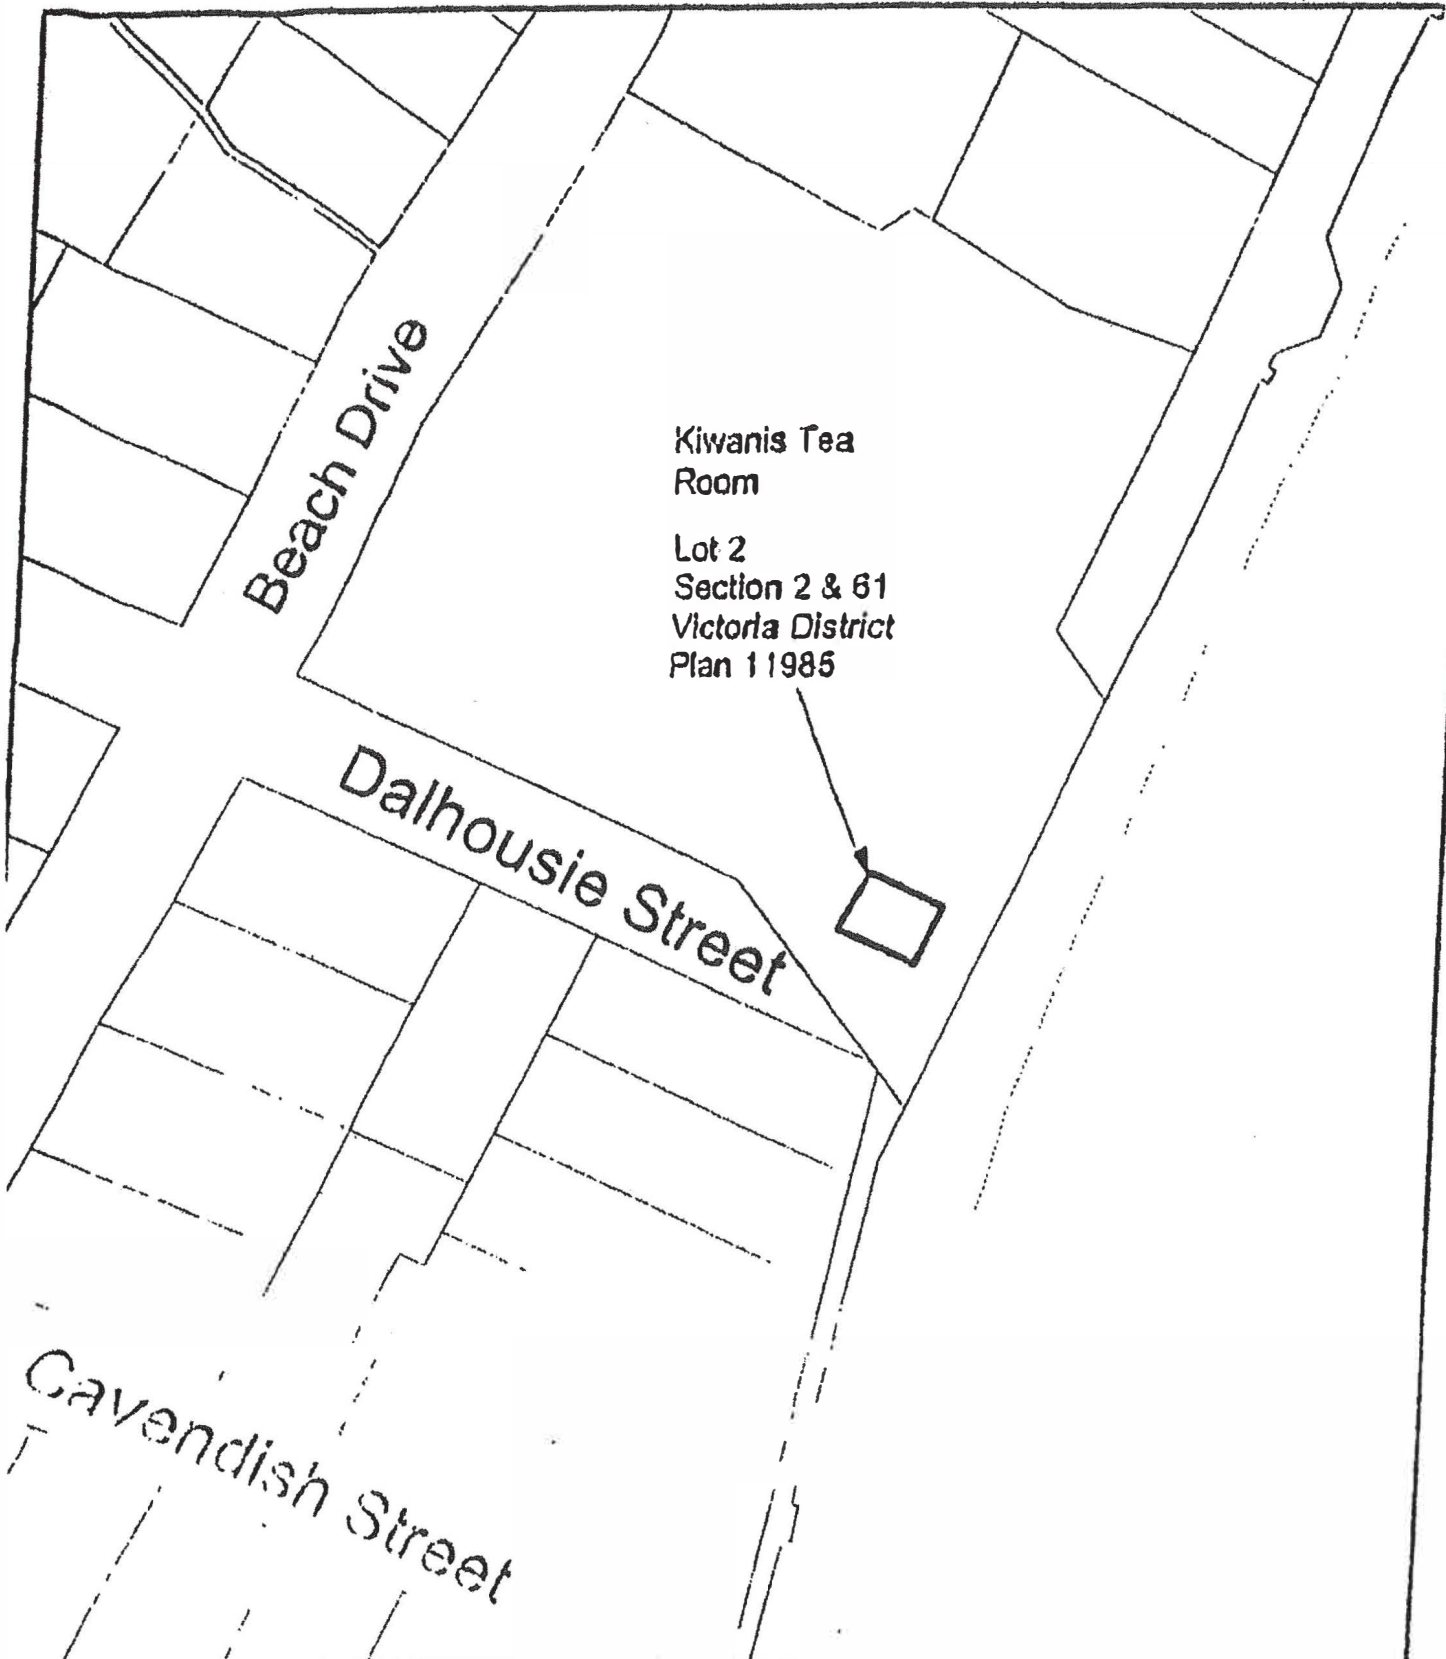 Beach Drive
Kiwanis Tea
Room
Lot 2
Section 2 & 61
Victoria District
Plan 11985
Dalhousie Street
Cavendish Street